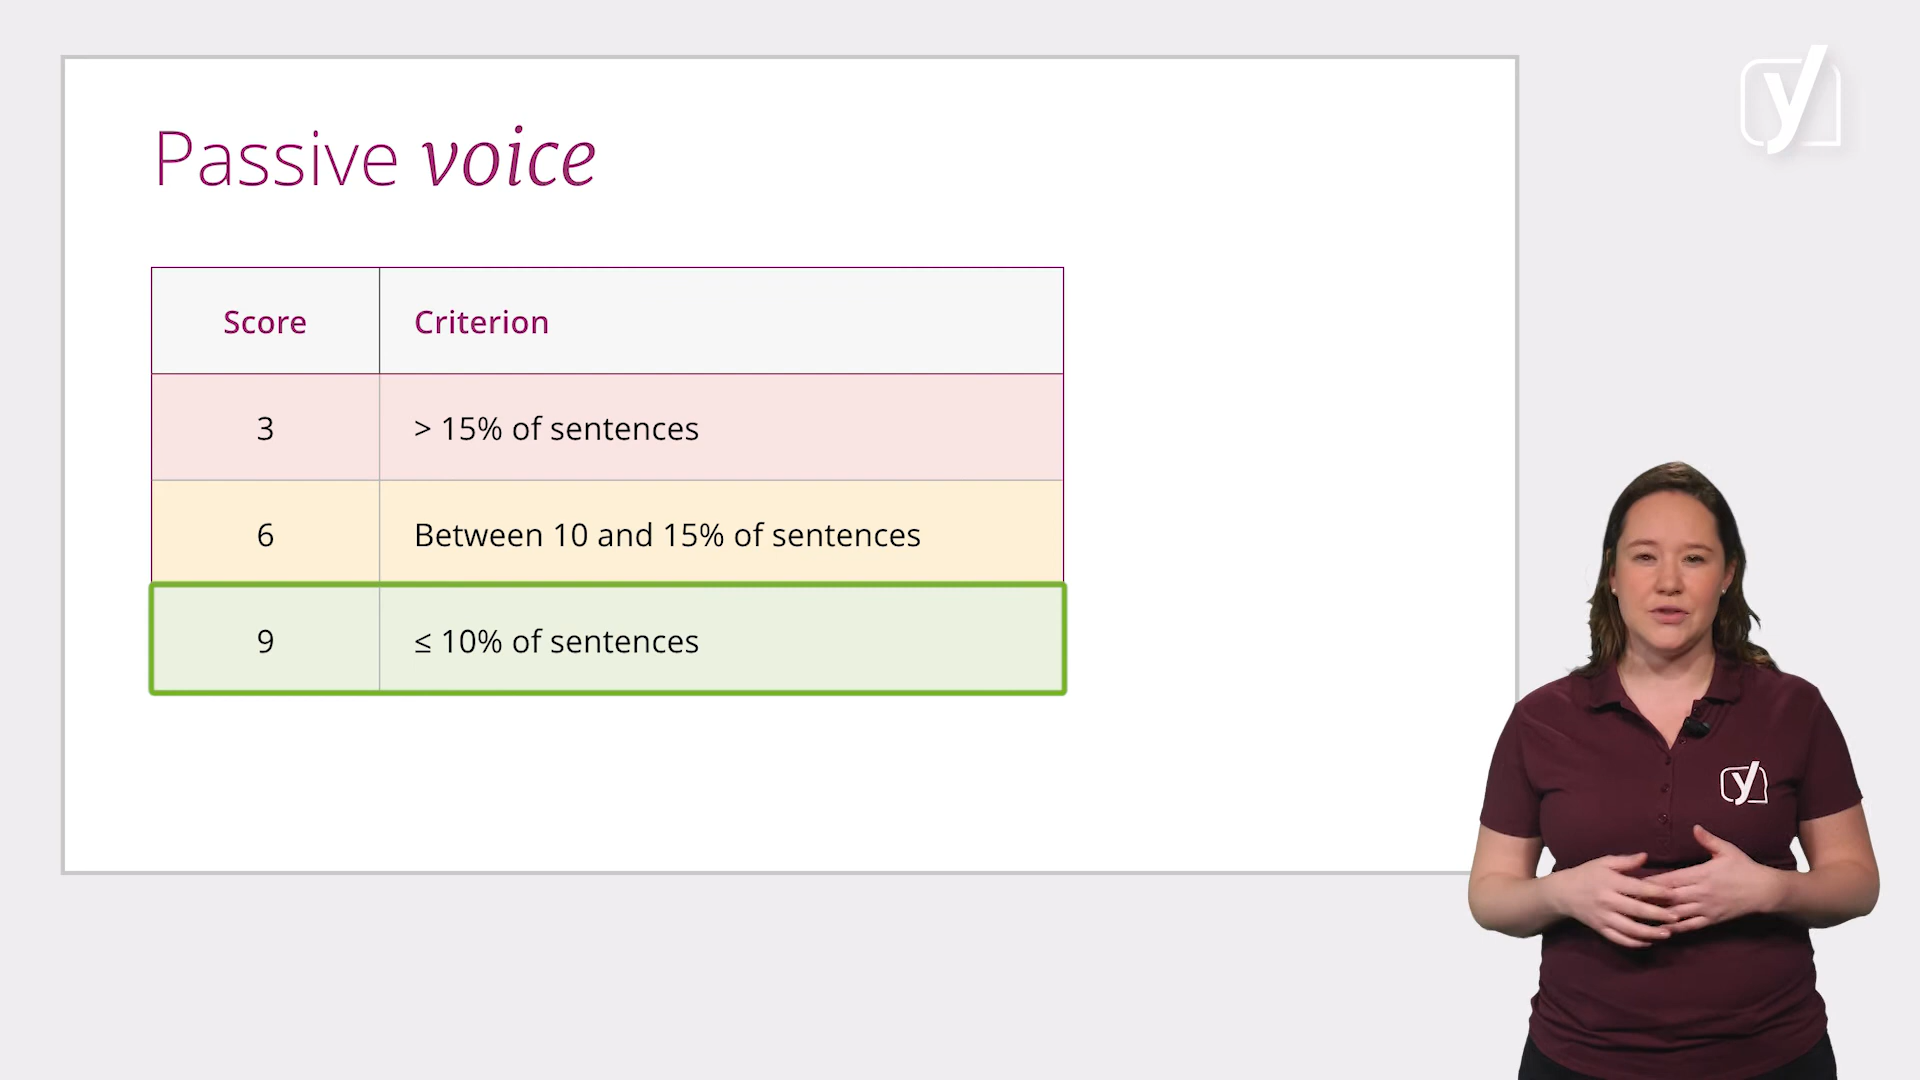 Passive voice
Score Criterion
3 > 15% of sentences
6 Between 10 and 15% of sentences
9 ≤ 10% of sentences
y
y